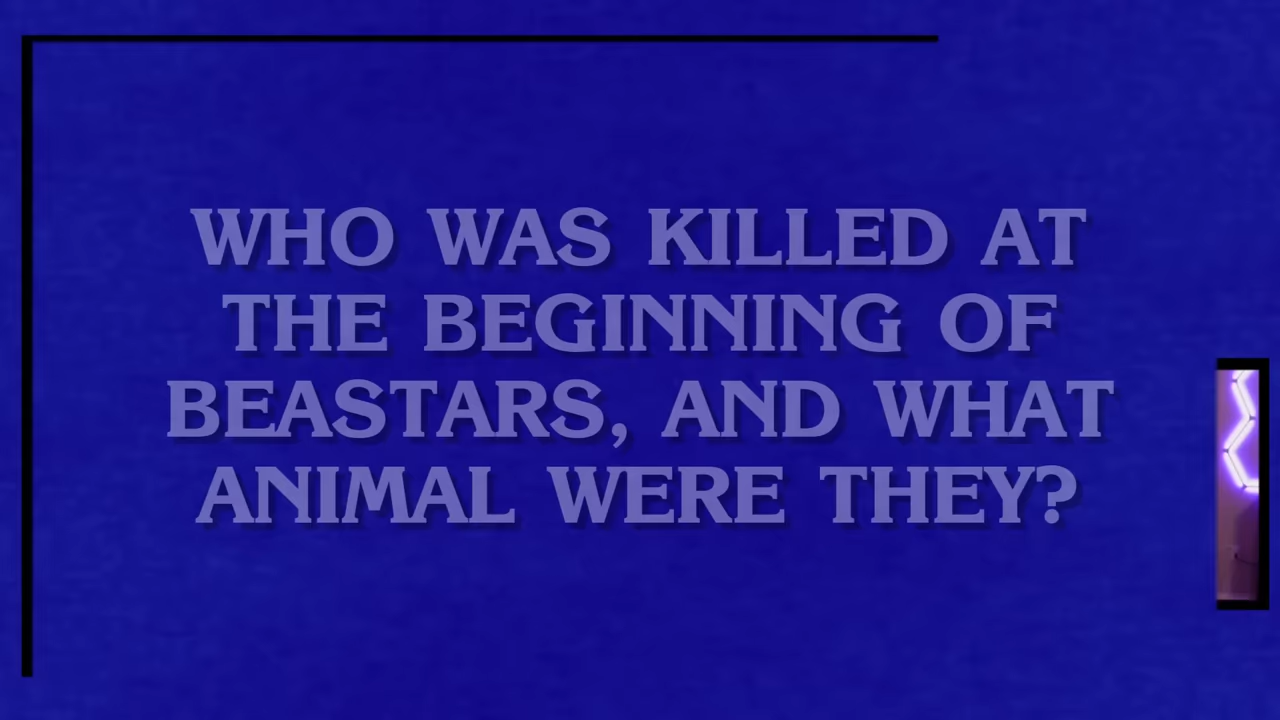 WHO WAS KILLED AT
THE BEGINNING OF
BEASTARS, AND WHAT
ANIMAL WERE THEY?